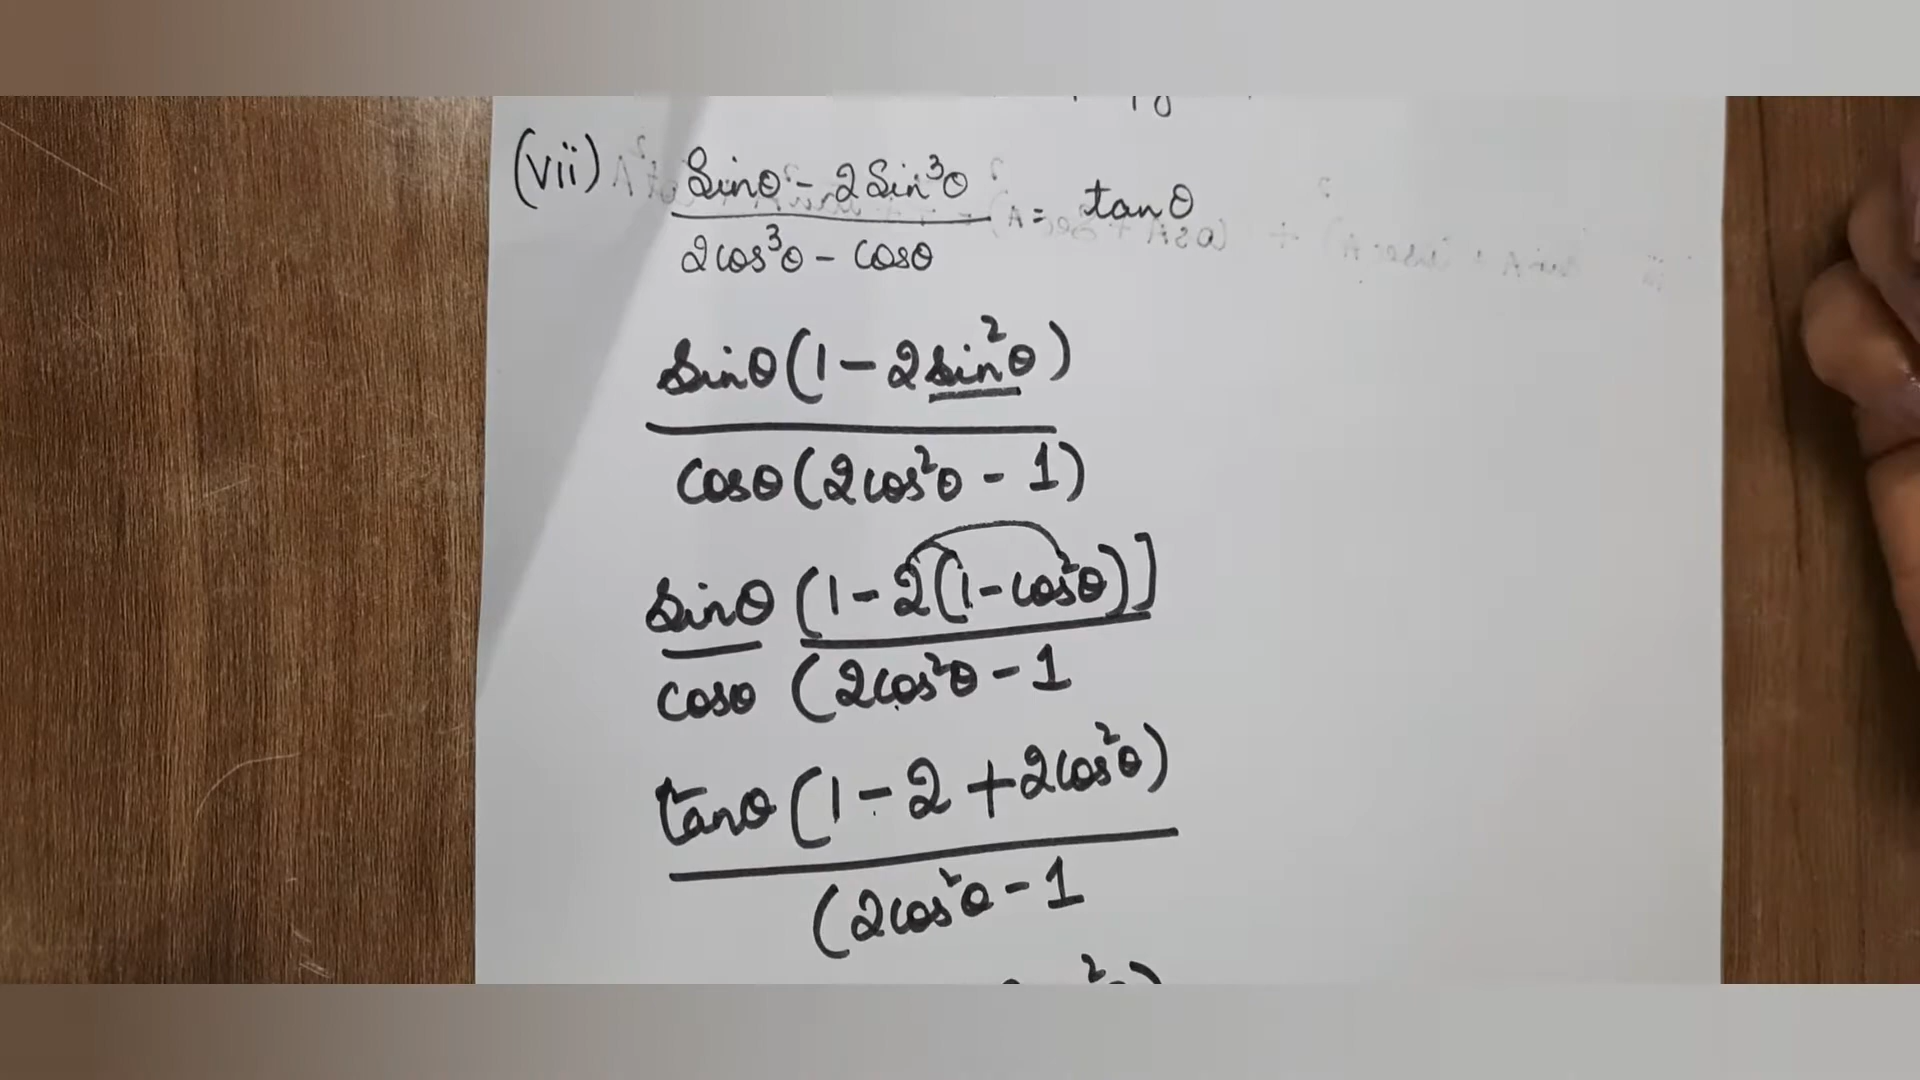 (vii) Sinθ - 2Sin³θ / 2cos³θ - cosθ = tanθ
Sinθ(1 - 2sin²θ)
cosθ(2cos²θ - 1)
Sinθ (1 - 2(1 - cos²θ)]
cosθ (2cos²θ - 1
tanθ (1 - 2 + 2cos²θ)
(2cos²θ - 1